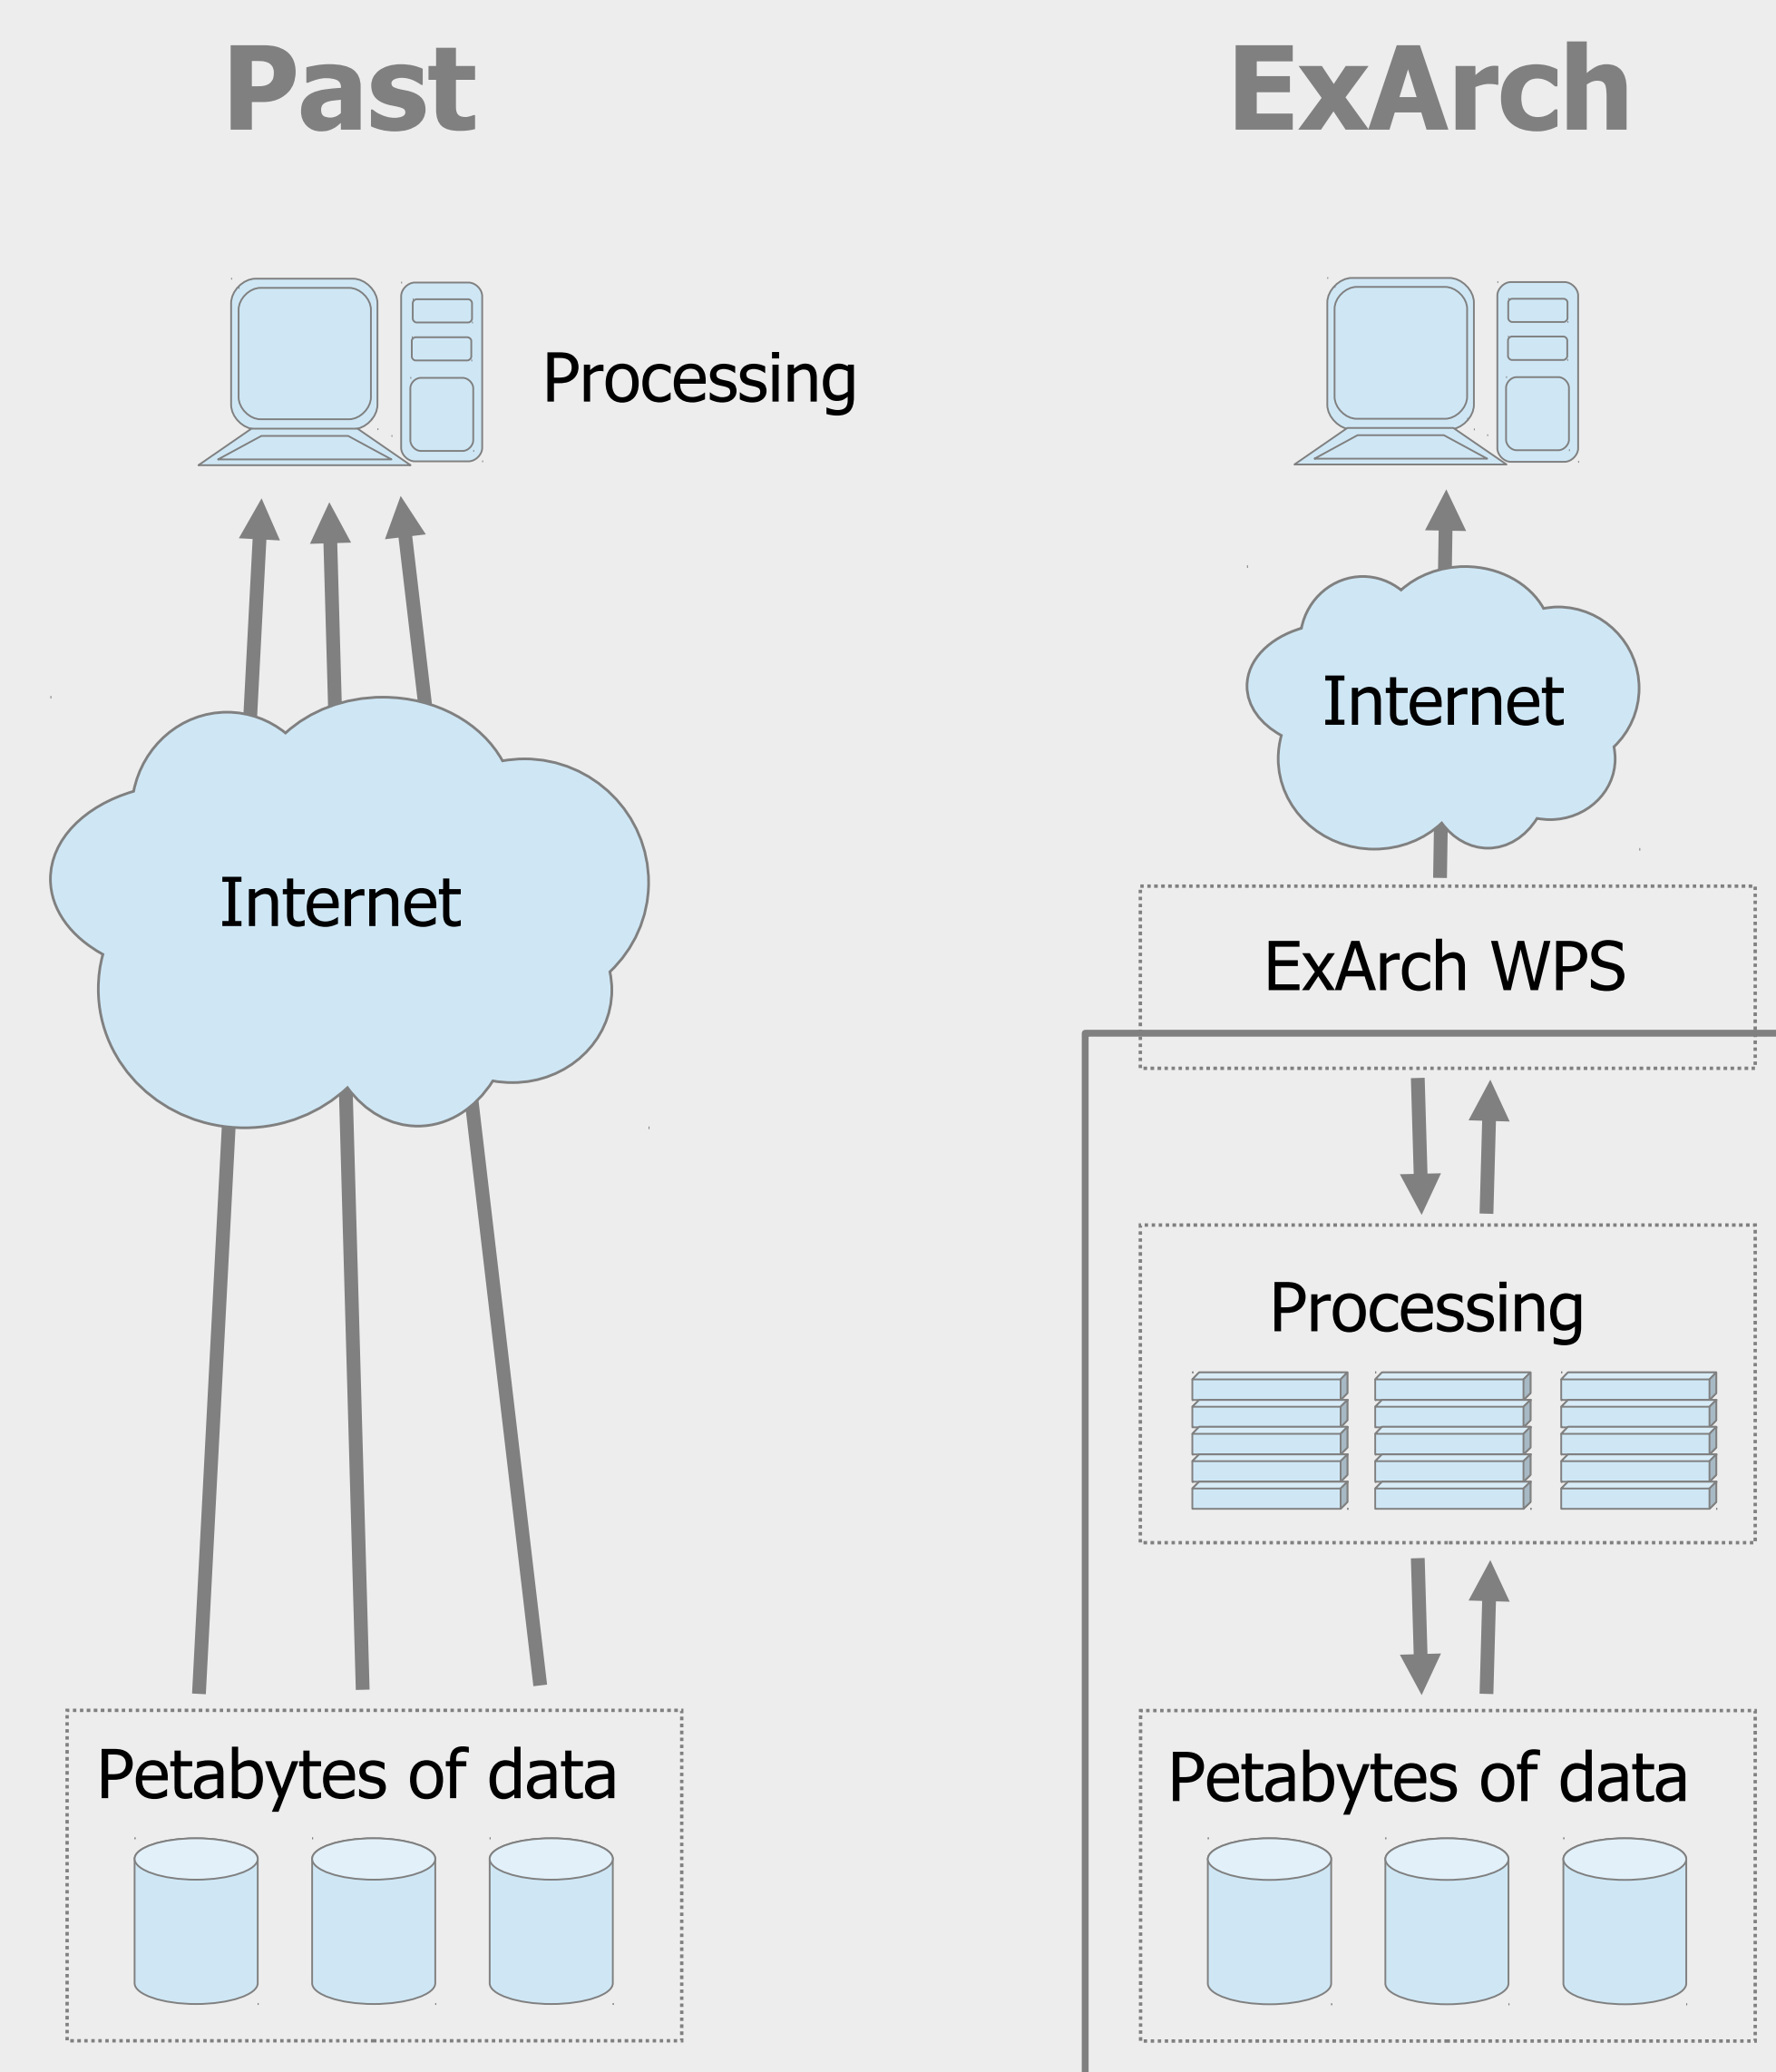 Past
Processing
Internet
Petabytes of data
ExArch
Internet
ExArch WPS
Processing
Petabytes of data